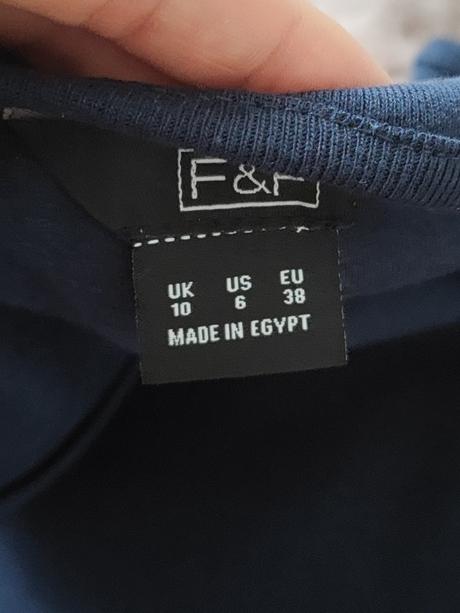 F&F
UK US EU
10 6 38
MADE IN EGYPT